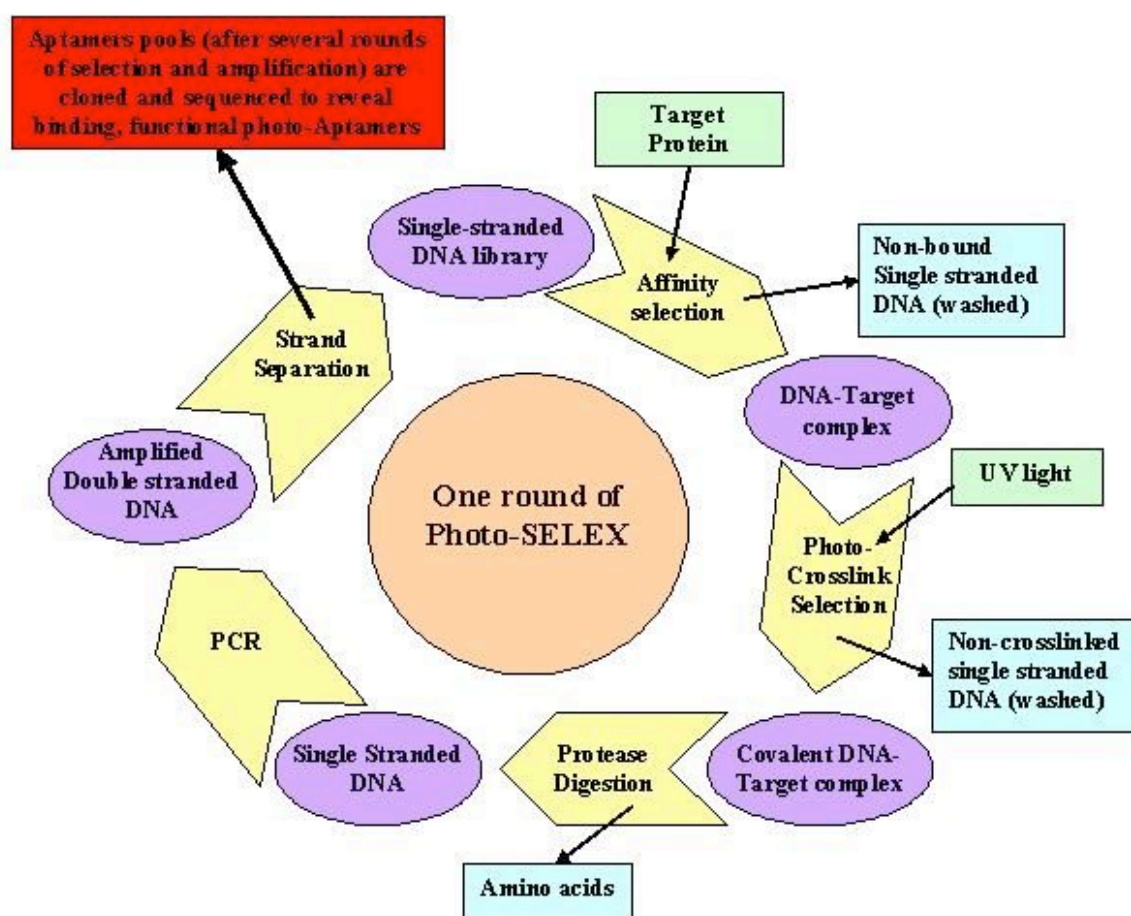 Aptamers pools (after several rounds
of selection and amplification) are
cloned and sequenced to reveal
binding, functional photo-Aptamers
Target
Protein
Single-stranded
DNA library
Affinity
selection
Non-bound
Single stranded
DNA (washed)
DNA-Target
complex
UV light
Photo-
Crosslink
Selection
Non-crosslinked
single stranded
DNA (washed)
Covalent DNA-
Target complex
Protease
Digestion
Amino acids
Single Stranded
DNA
PCR
Amplified
Double stranded
DNA
Strand
Separation
One round of
Photo-SELEX